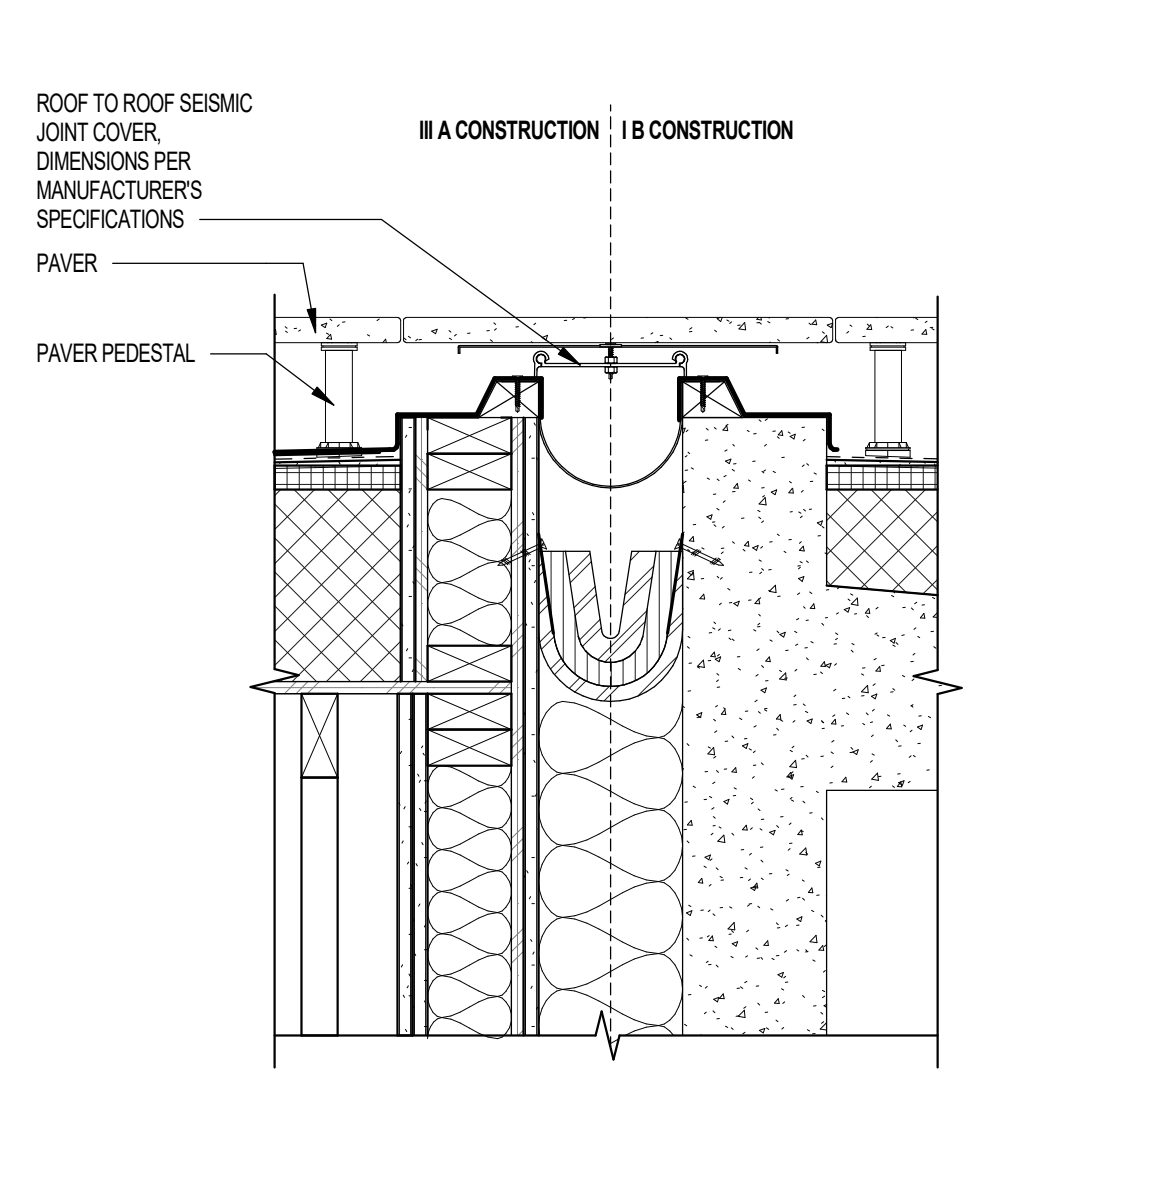 ROOF TO ROOF SEISMIC
JOINT COVER,
DIMENSIONS PER
MANUFACTURER'S
SPECIFICATIONS
PAVER
PAVER PEDESTAL
III A CONSTRUCTION
I B CONSTRUCTION